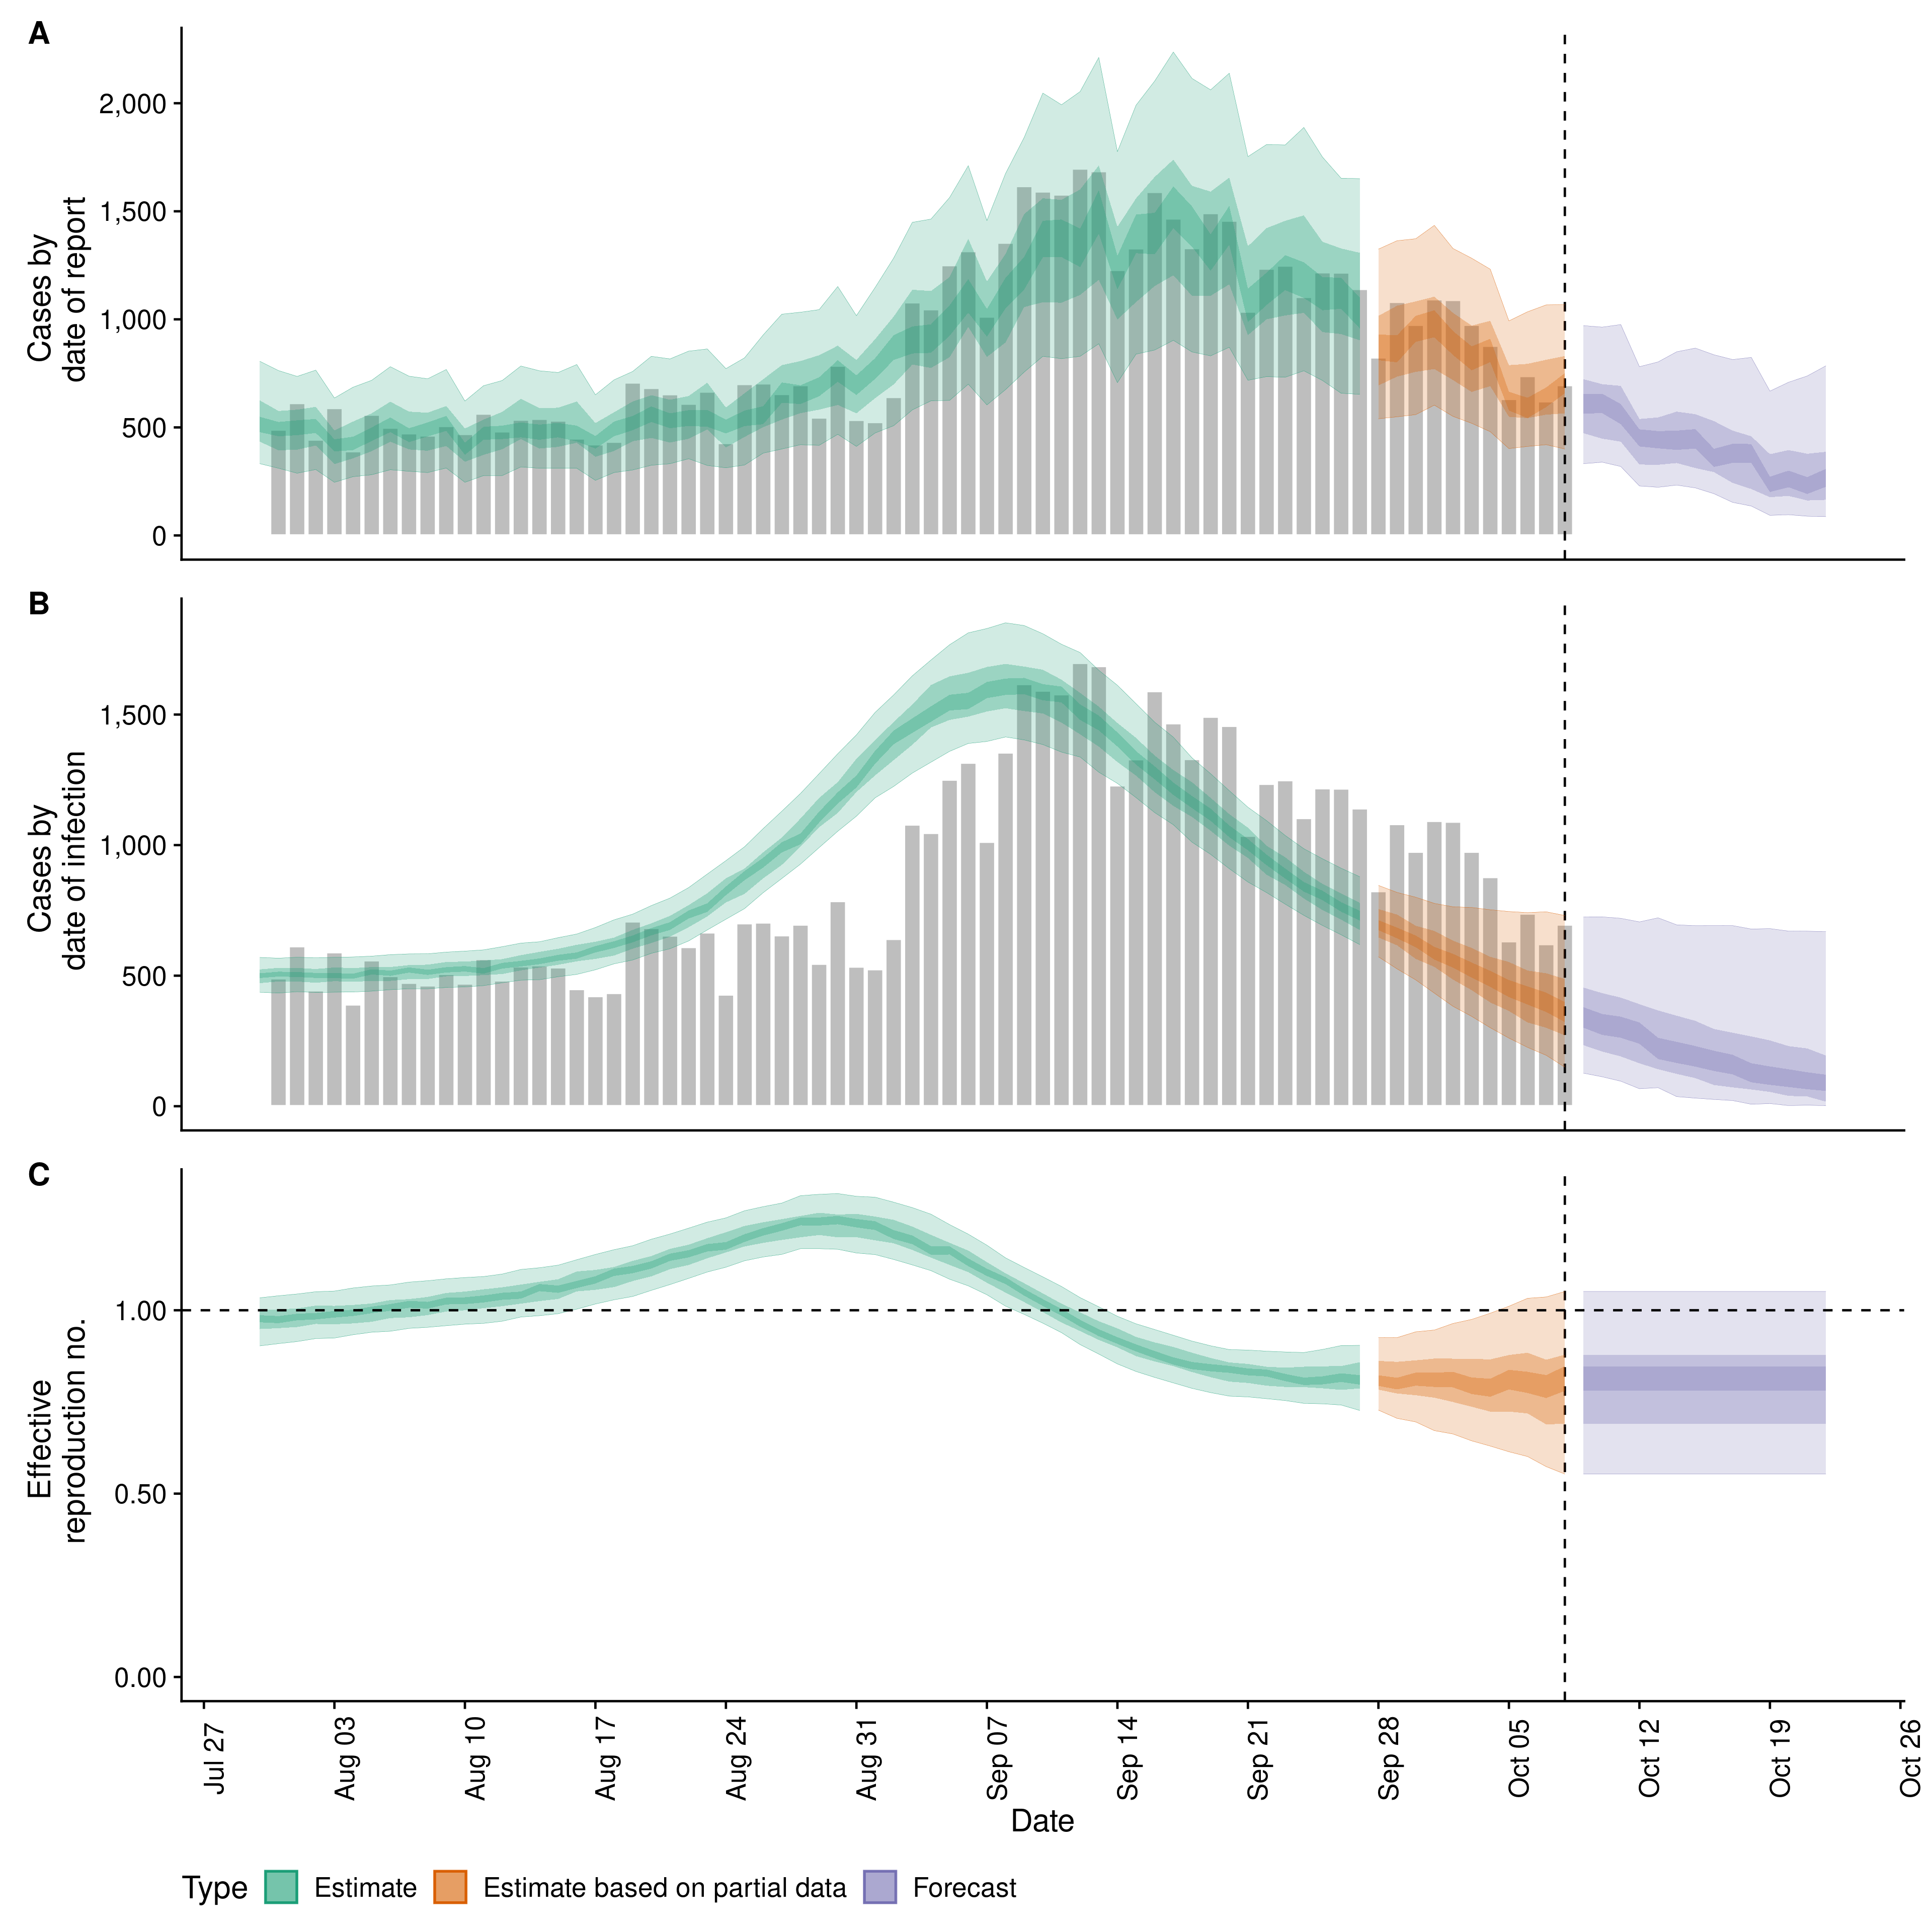 A
Cases by
date of report
2,000
1,500
1,000
500
0
B
Cases by
date of infection
1,500
1,000
500
0
C
Effective
reproduction no.
1.00
0.50
0.00
Jul 27
Aug 03
Aug 10
Aug 17
Aug 24
Aug 31
Sep 07
Sep 14
Sep 21
Sep 28
Oct 05
Oct 12
Oct 19
Oct 26
Date
Type Estimate Estimate based on partial data Forecast